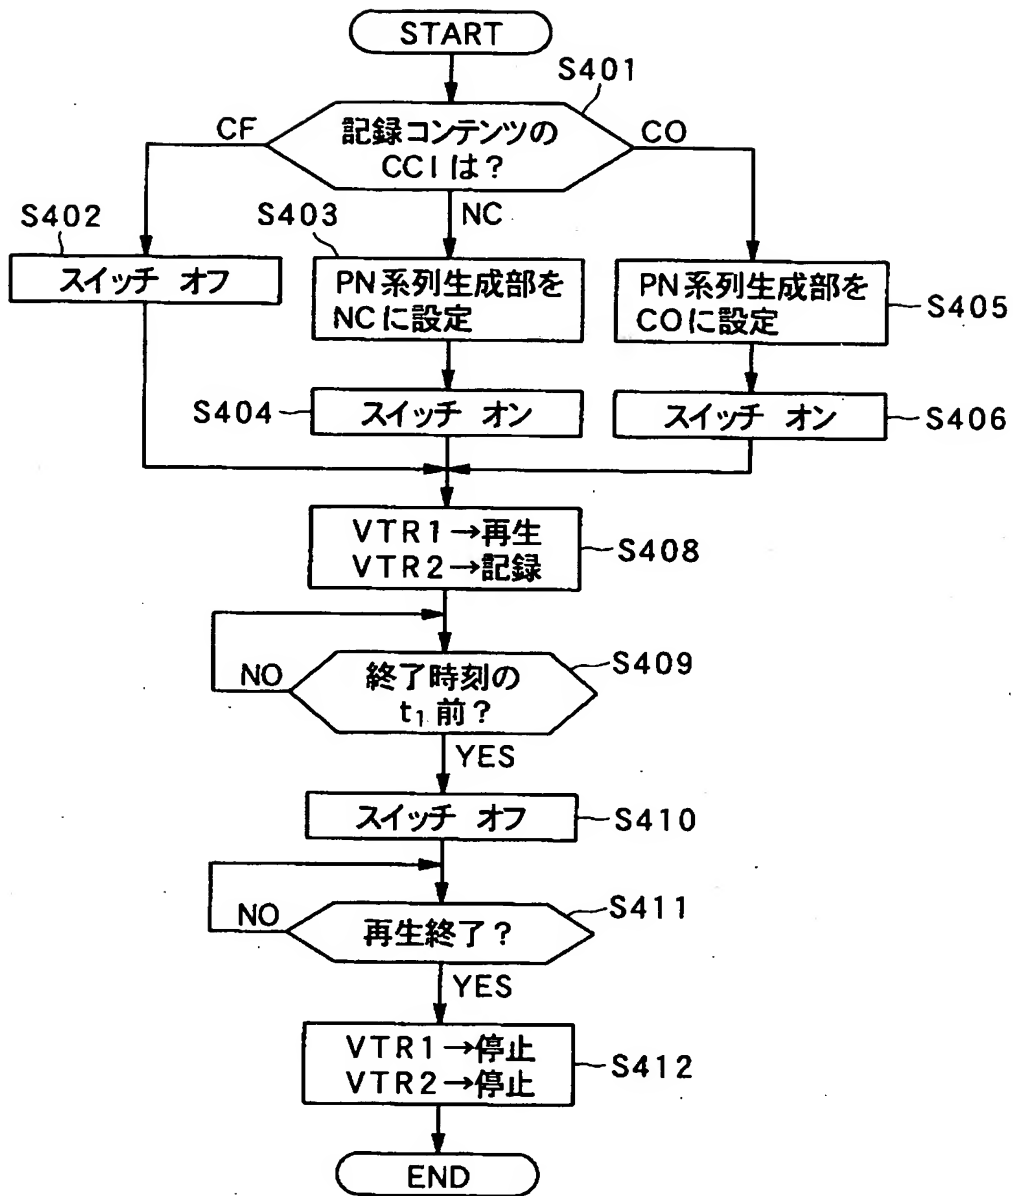 START
S401
記録コンテンツの
CCIは?
CF
CO
NC
S402
スイッチ オフ
S403
PN系列生成部を
NCに設定
PN系列生成部を
COに設定
S405
S404
スイッチ オン
スイッチ オン
S406
VTR1→再生
VTR2→記録
S408
S409
終了時刻の
t₁前?
NO
YES
スイッチ オフ
S410
S411
再生終了?
NO
YES
VTR1→停止
VTR2→停止
S412
END